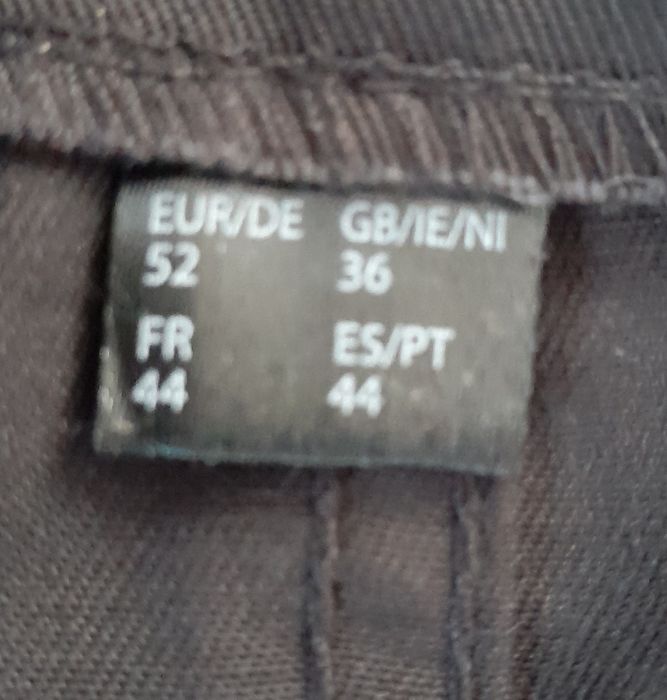 EUR/DE GB/IE/NI
52 36
FR ES/PT
44 44